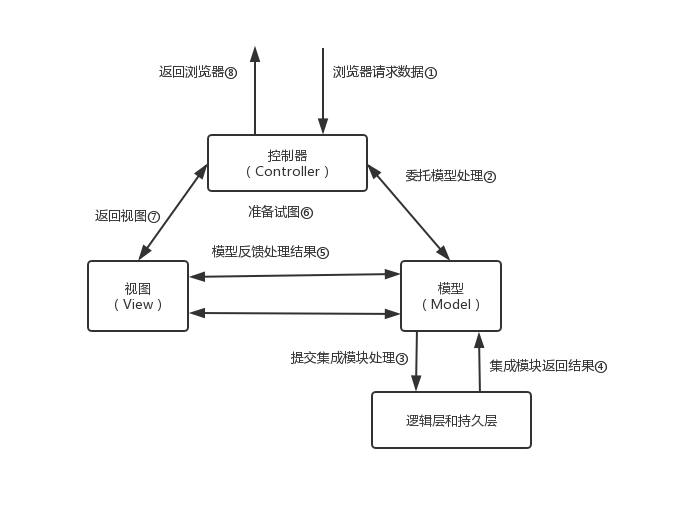 返回浏览器⑧
浏览器请求数据①
控制器
（Controller）
委托模型处理②
返回视图⑦
准备试图⑥
模型反馈处理结果⑤
视图
（View）
模型
（Model）
提交集成模块处理③
集成模块返回结果④
逻辑层和持久层